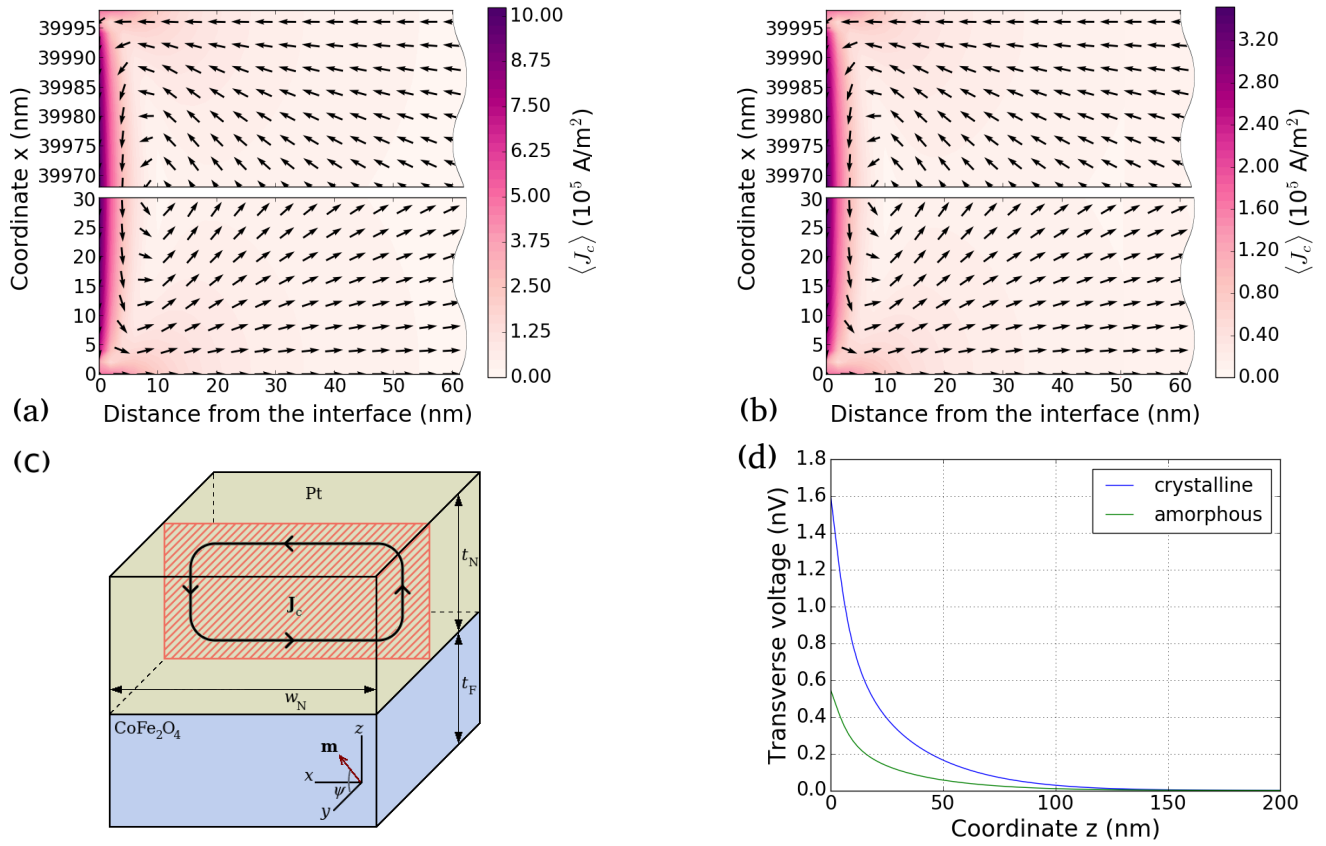 39995
39990
39985
39980
39975
39970
30
25
20
15
10
5
0
Coordinate x (nm)
0 10 20 30 40 50 60
Distance from the interface (nm)
(a)
10.00
8.75
7.50
6.25
5.00
3.75
2.50
1.25
0.00
⟨J_c⟩ (10⁵ A/m²)
39995
39990
39985
39980
39975
39970
30
25
20
15
10
5
0
Coordinate x (nm)
0 10 20 30 40 50 60
Distance from the interface (nm)
(b)
3.20
2.80
2.40
2.00
1.60
1.20
0.80
0.40
0.00
⟨J_c⟩ (10⁵ A/m²)
(c)
Pt
t_N
J_c
w_N
t_F
CoFe₂O₄
m
z
x
ψ
y
(d)
1.8
1.6
1.4
1.2
1.0
0.8
0.6
0.4
0.2
0.0
Transverse voltage (nV)
crystalline
amorphous
0 50 100 150 200
Coordinate z (nm)